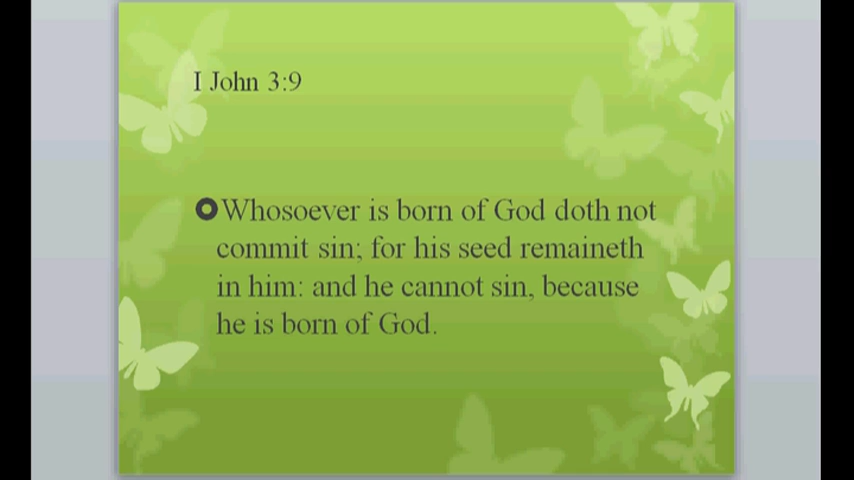 I John 3:9
Whosoever is born of God doth not
commit sin; for his seed remaineth
in him: and he cannot sin, because
he is born of God.